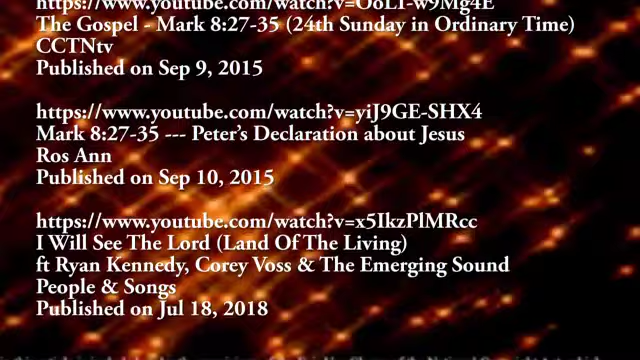 https://www.youtube.com/watch?v=OoL1-w9Mg4E
The Gospel - Mark 8:27-35 (24th Sunday in Ordinary Time)
CCTNtv
Published on Sep 9, 2015
https://www.youtube.com/watch?v=yiJ9GE-SHX4
Mark 8:27-35 --- Peter's Declaration about Jesus
Ros Ann
Published on Sep 10, 2015
https://www.youtube.com/watch?v=x5IkzPlMRcc
I Will See The Lord (Land Of The Living)
ft Ryan Kennedy, Corey Voss & The Emerging Sound
People & Songs
Published on Jul 18, 2018